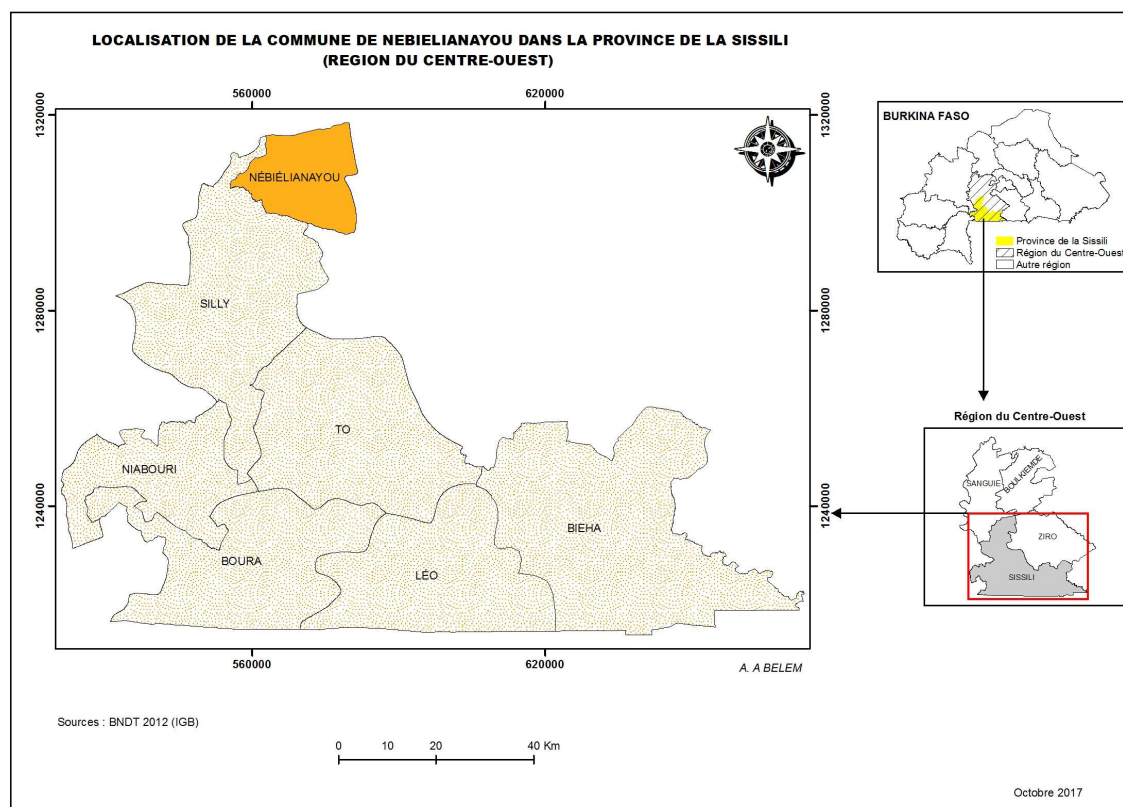 LOCALISATION DE LA COMMUNE DE NEBIELIANAYOU DANS LA PROVINCE DE LA SISSILI
(REGION DU CENTRE-OUEST)
560000
620000
1320000
1320000
BURKINA FASO
NÉBIÉLIANAYOU
Province de la Sissili
Région du Centre-Ouest
Autre région
SILLY
1280000
1280000
TO
Région du Centre-Ouest
NIABOURI
SANGUIE
BOULKIEMDE
1240000
1240000
BIEHA
ZIRO
BOURA
LÉO
SISSILI
560000
620000
A. A BELEM
Sources : BNDT 2012 (IGB)
0 10 20 40 Km
Octobre 2017